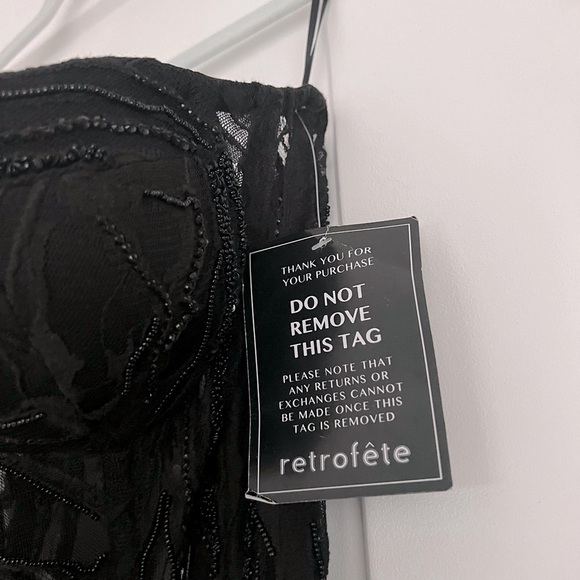 THANK YOU FOR
YOUR PURCHASE
DO NOT
REMOVE
THIS TAG
PLEASE NOTE THAT
ANY RETURNS OR
EXCHANGES CANNOT
BE MADE ONCE THIS
TAG IS REMOVED
retrofête